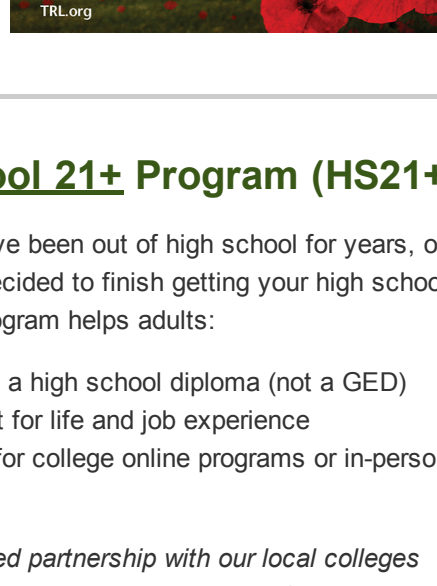 TRL.org
ool 21+ Program (HS21+
ve been out of high school for years, o
ecided to finish getting your high schoo
ogram helps adults:
a high school diploma (not a GED)
t for life and job experience
for college online programs or in-perso
ed partnership with our local colleges